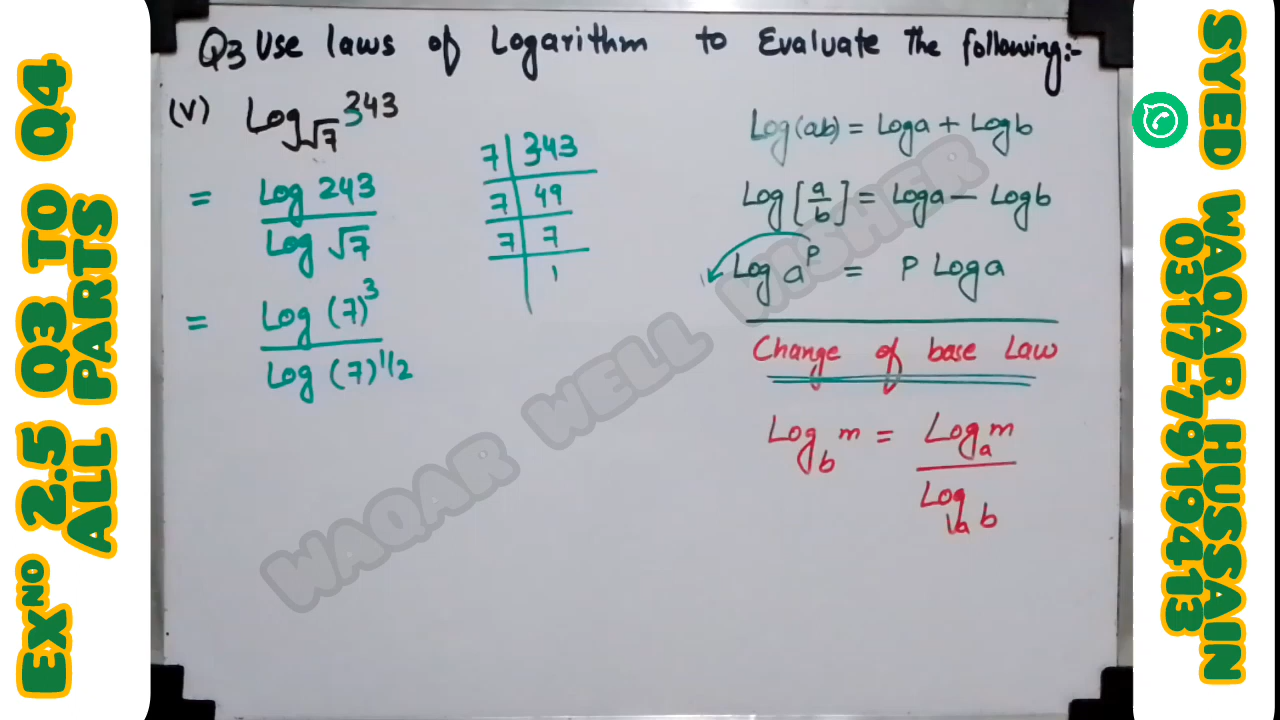 Q3 Use laws of Logarithm to Evaluate The following:-
(V) Log√7 343
= Log 243 / Log √7
= Log (7)³ / Log (7)^1/2
7 | 343
7 | 49
7 | 7
1
Log(ab) = Loga + Logb
Log[a/b] = Loga - Logb
Log a^P = P Loga
Change of base Law
Log_b m = Log_a m / Log_a b
EX^NO 2.5 Q3 TO Q4
ALL PARTS
SYED WAQAR HUSSAIN
0317-7919413
WAQAR WELL WISHER